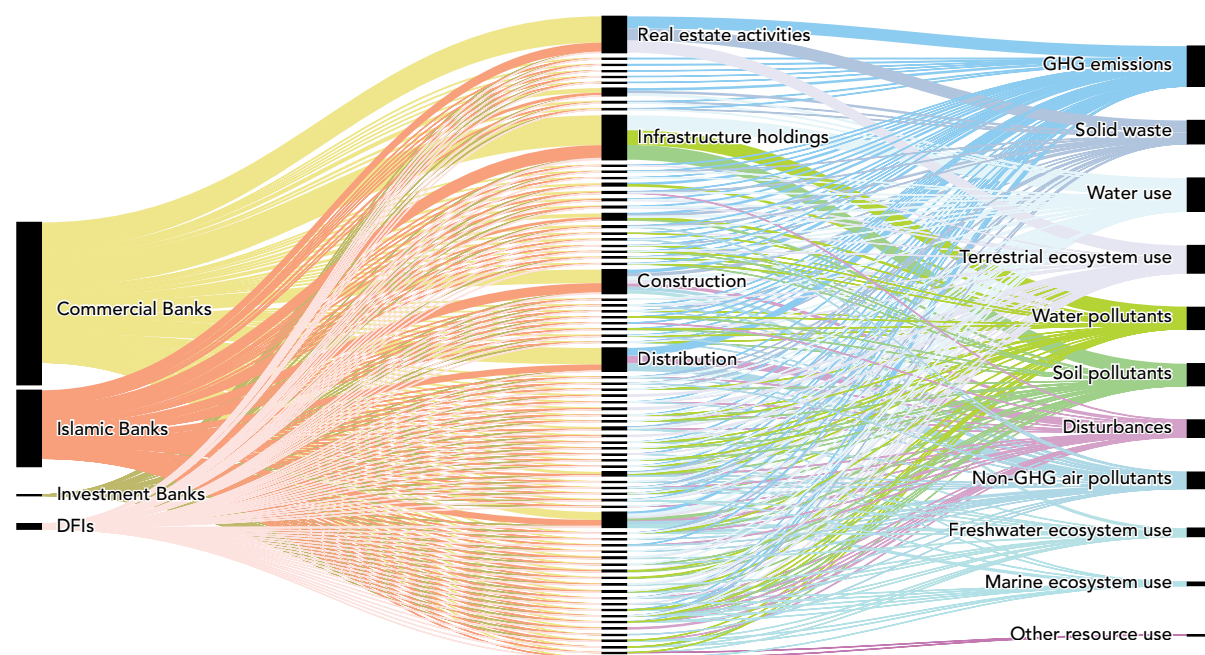 Commercial Banks
Islamic Banks
Investment Banks
DFIs
Real estate activities
Infrastructure holdings
Construction
Distribution
GHG emissions
Solid waste
Water use
Terrestrial ecosystem use
Water pollutants
Soil pollutants
Disturbances
Non-GHG air pollutants
Freshwater ecosystem use
Marine ecosystem use
Other resource use